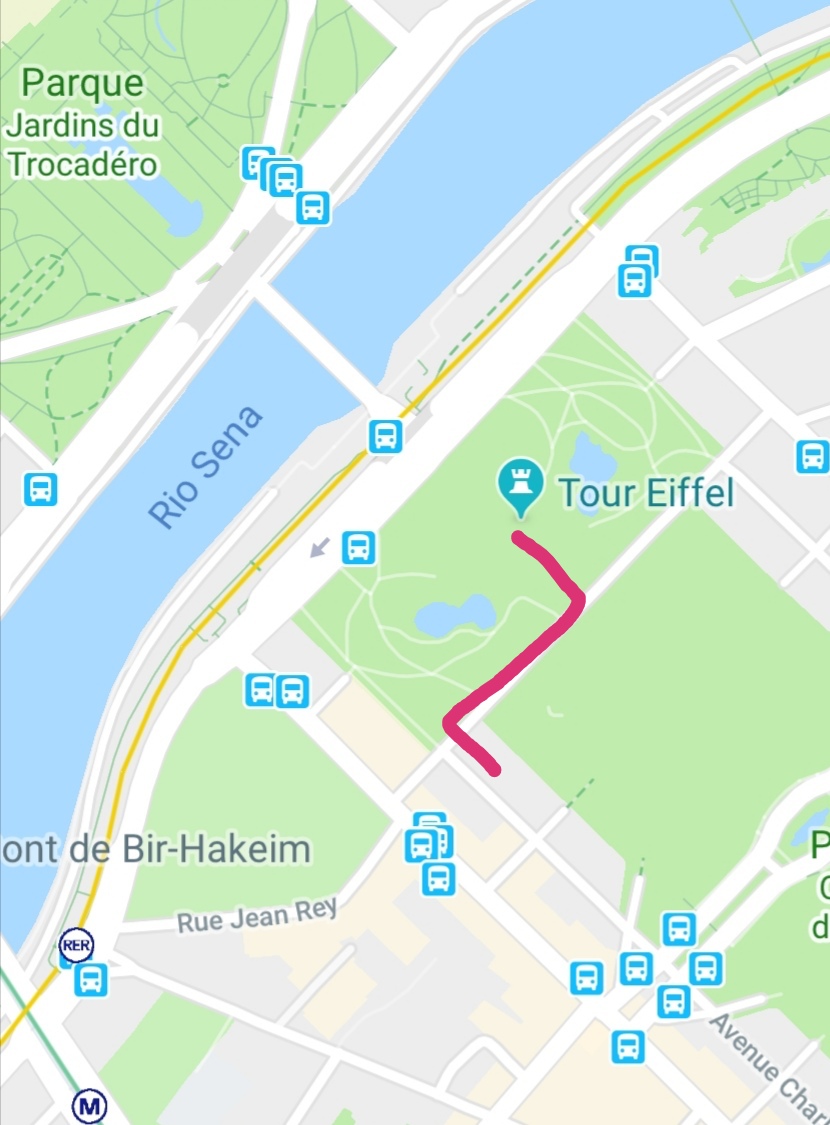 Parque
Jardins du
Trocadéro
Rio Sena
Tour Eiffel
ont de Bir-Hakeim
P
C
d
Rue Jean Rey
RER
M
Avenue Char